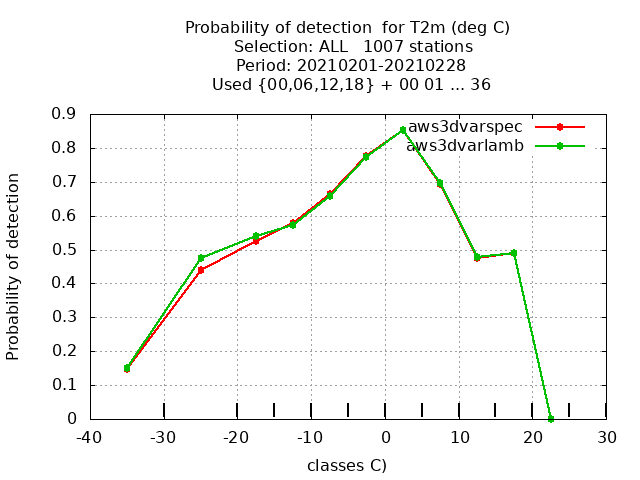 Probability of detection  for T2m (deg C)
Selection: ALL   1007 stations
Period: 20210201-20210228
Used {00,06,12,18} + 00 01 ... 36
0.9
0.8
0.7
0.6
0.5
0.4
0.3
0.2
0.1
0
Probability of detection
aws3dvarspec
aws3dvarlamb
-40 -30 -20 -10 0 10 20 30
classes C)